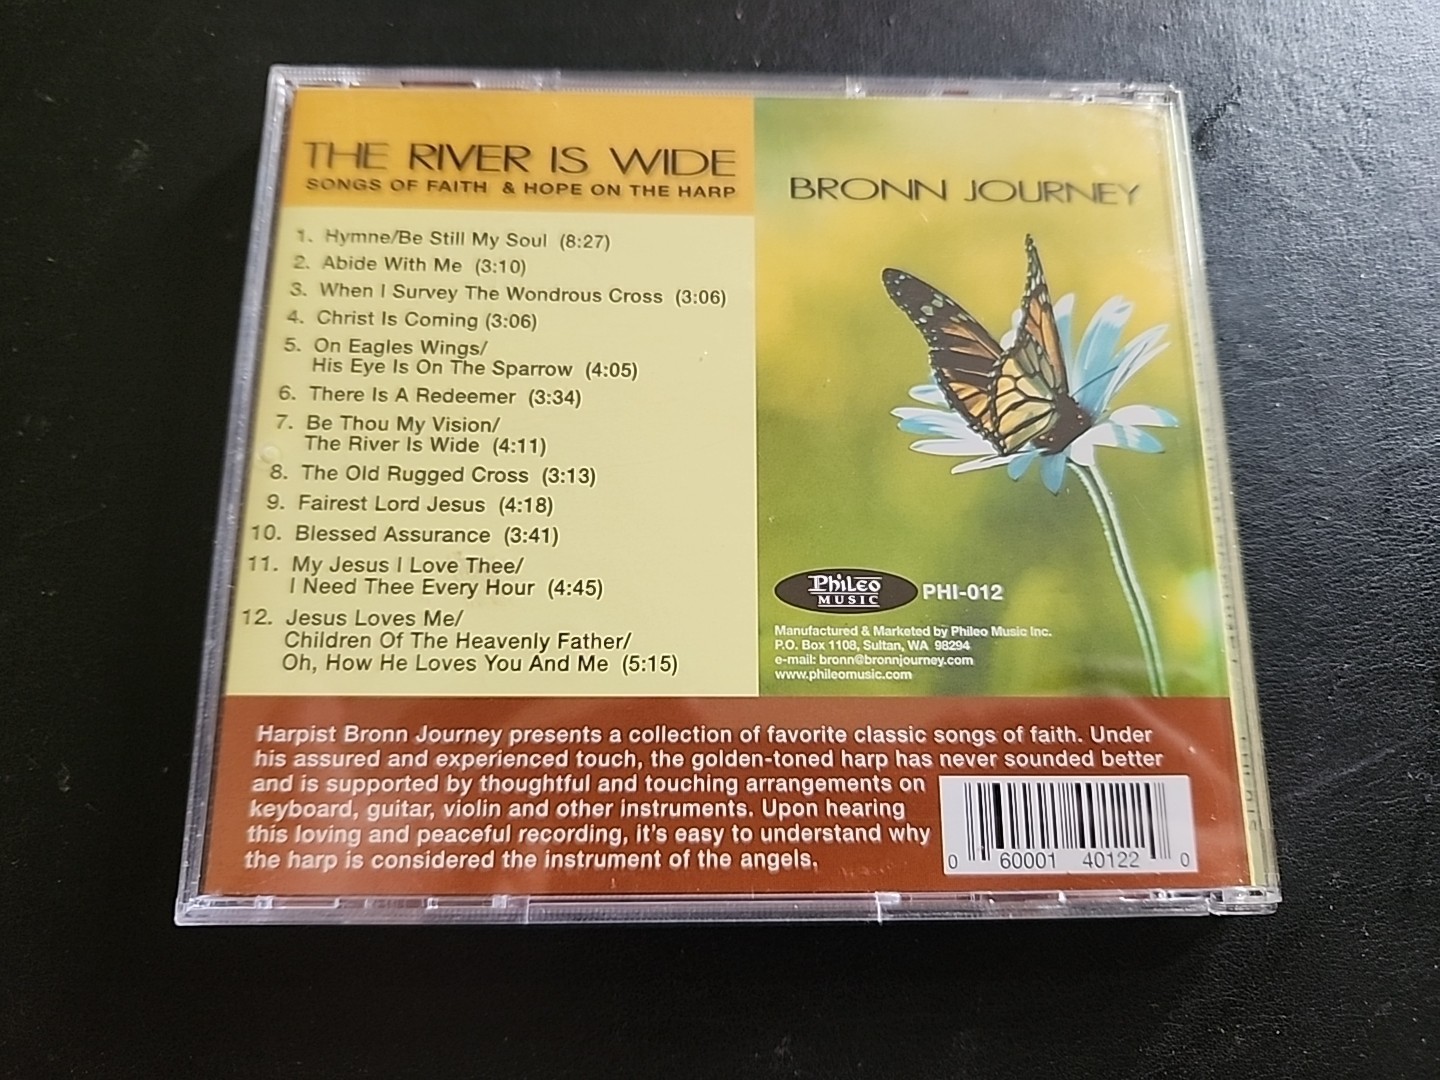 THE RIVER IS WIDE
SONGS OF FAITH & HOPE ON THE HARP
1. Hymne/Be Still My Soul (8:27)
2. Abide With Me (3:10)
3. When I Survey The Wondrous Cross (3:06)
4. Christ Is Coming (3:06)
5. On Eagles Wings/
His Eye Is On The Sparrow (4:05)
6. There Is A Redeemer (3:34)
7. Be Thou My Vision/
The River Is Wide (4:11)
8. The Old Rugged Cross (3:13)
9. Fairest Lord Jesus (4:18)
10. Blessed Assurance (3:41)
11. My Jesus I Love Thee/
I Need Thee Every Hour (4:45)
12. Jesus Loves Me/
Children Of The Heavenly Father/
Oh, How He Loves You And Me (5:15)
BRONN JOURNEY
PhiLeo
MUSIC
PHI-012
Manufactured & Marketed by Phileo Music Inc.
P.O. Box 1108, Sultan, WA 98294
e-mail: bronn@bronnjourney.com
www.phileomusic.com
Harpist Bronn Journey presents a collection of favorite classic songs of faith. Under
his assured and experienced touch, the golden-toned harp has never sounded better
and is supported by thoughtful and touching arrangements on
keyboard, guitar, violin and other instruments. Upon hearing
this loving and peaceful recording, it's easy to understand why
the harp is considered the instrument of the angels.
0 60001 40122 0